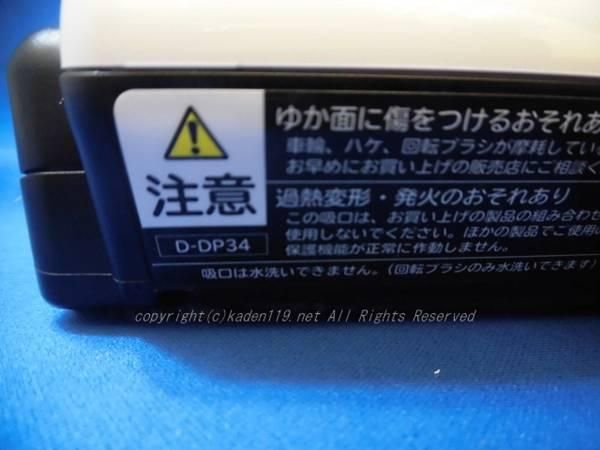 注意
D-DP34
ゆか面に傷をつけるおそれあ
車輪、ハケ、回転ブラシが摩耗してい
お早めにお買い上げの販売店にご相談く
過熱変形・発火のおそれあり
この吸口は、お買い上げの製品の組み合わせ
使用しないでください。ほかの製品でご使用の
保護機能が正常に作動しません。
吸口は水洗いできません。(回転ブラシのみ水洗いできます)
copyright(c)kaden119.net All Rights Reserved